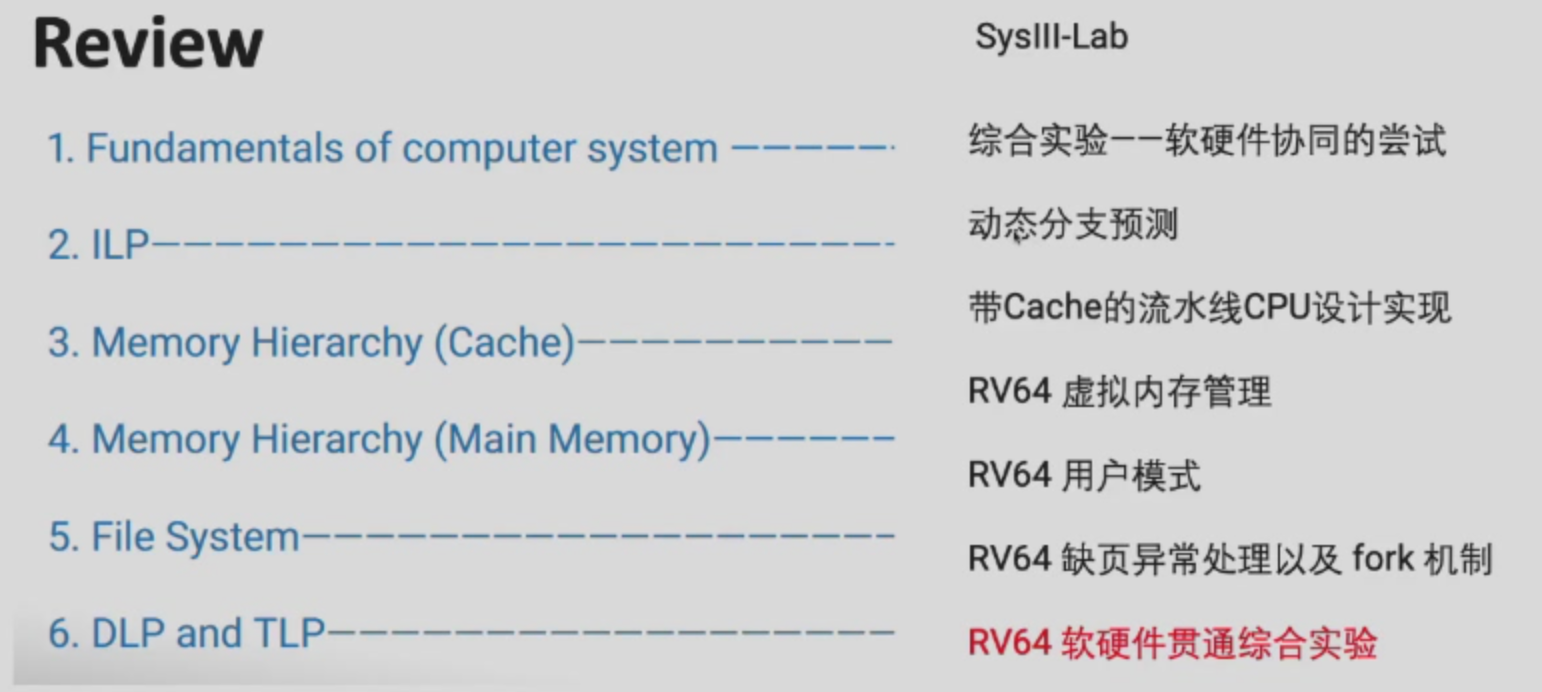 Review
1. Fundamentals of computer system
2. ILP
3. Memory Hierarchy (Cache)
4. Memory Hierarchy (Main Memory)
5. File System
6. DLP and TLP
SysIII-Lab
综合实验——软硬件协同的尝试
动态分支预测
带Cache的流水线CPU设计实现
RV64 虚拟内存管理
RV64 用户模式
RV64 缺页异常处理以及 fork 机制
RV64 软硬件贯通综合实验